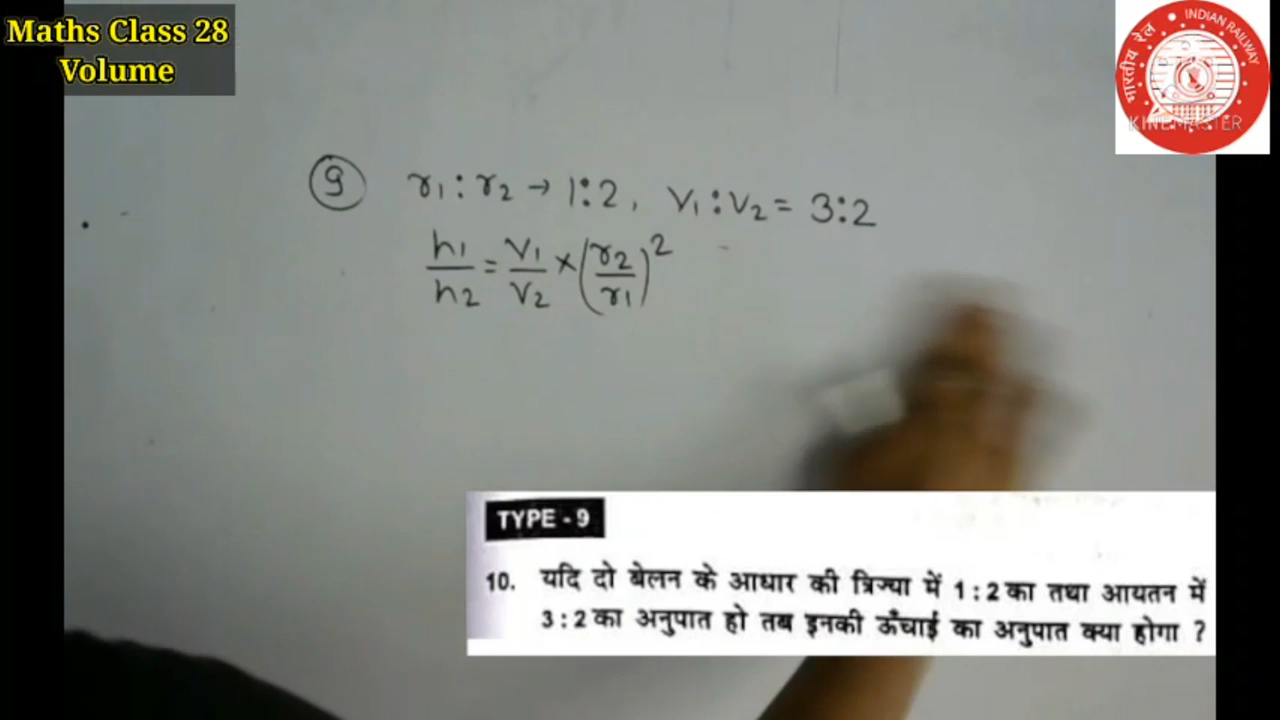 Maths Class 28
Volume
INDIAN RAILWAY
भारतीय रेल
KINEMASTER
9 r1 : r2 → 1:2, V1 : V2 = 3:2
h1/h2 = V1/V2 × (r2/r1)^2
TYPE - 9
10. यदि दो बेलन के आधार की त्रिज्या में 1 : 2 का तथा आयतन में
3 : 2 का अनुपात हो तब इनकी ऊँचाई का अनुपात क्या होगा ?